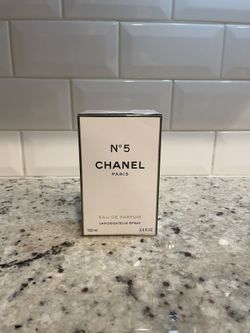 N°5
CHANEL
PARIS
EAU DE PARFUM
VAPORISATEUR SPRAY
100 ml 3.4 FL. OZ.